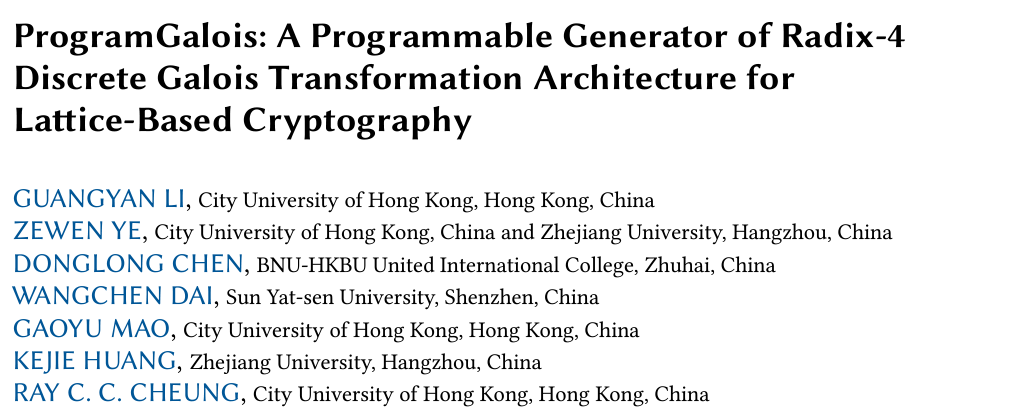 ProgramGalois: A Programmable Generator of Radix-4
Discrete Galois Transformation Architecture for
Lattice-Based Cryptography
GUANGYAN LI, City University of Hong Kong, Hong Kong, China
ZEWEN YE, City University of Hong Kong, China and Zhejiang University, Hangzhou, China
DONGLONG CHEN, BNU-HKBU United International College, Zhuhai, China
WANGCHEN DAI, Sun Yat-sen University, Shenzhen, China
GAOYU MAO, City University of Hong Kong, Hong Kong, China
KEJIE HUANG, Zhejiang University, Hangzhou, China
RAY C. C. CHEUNG, City University of Hong Kong, Hong Kong, China